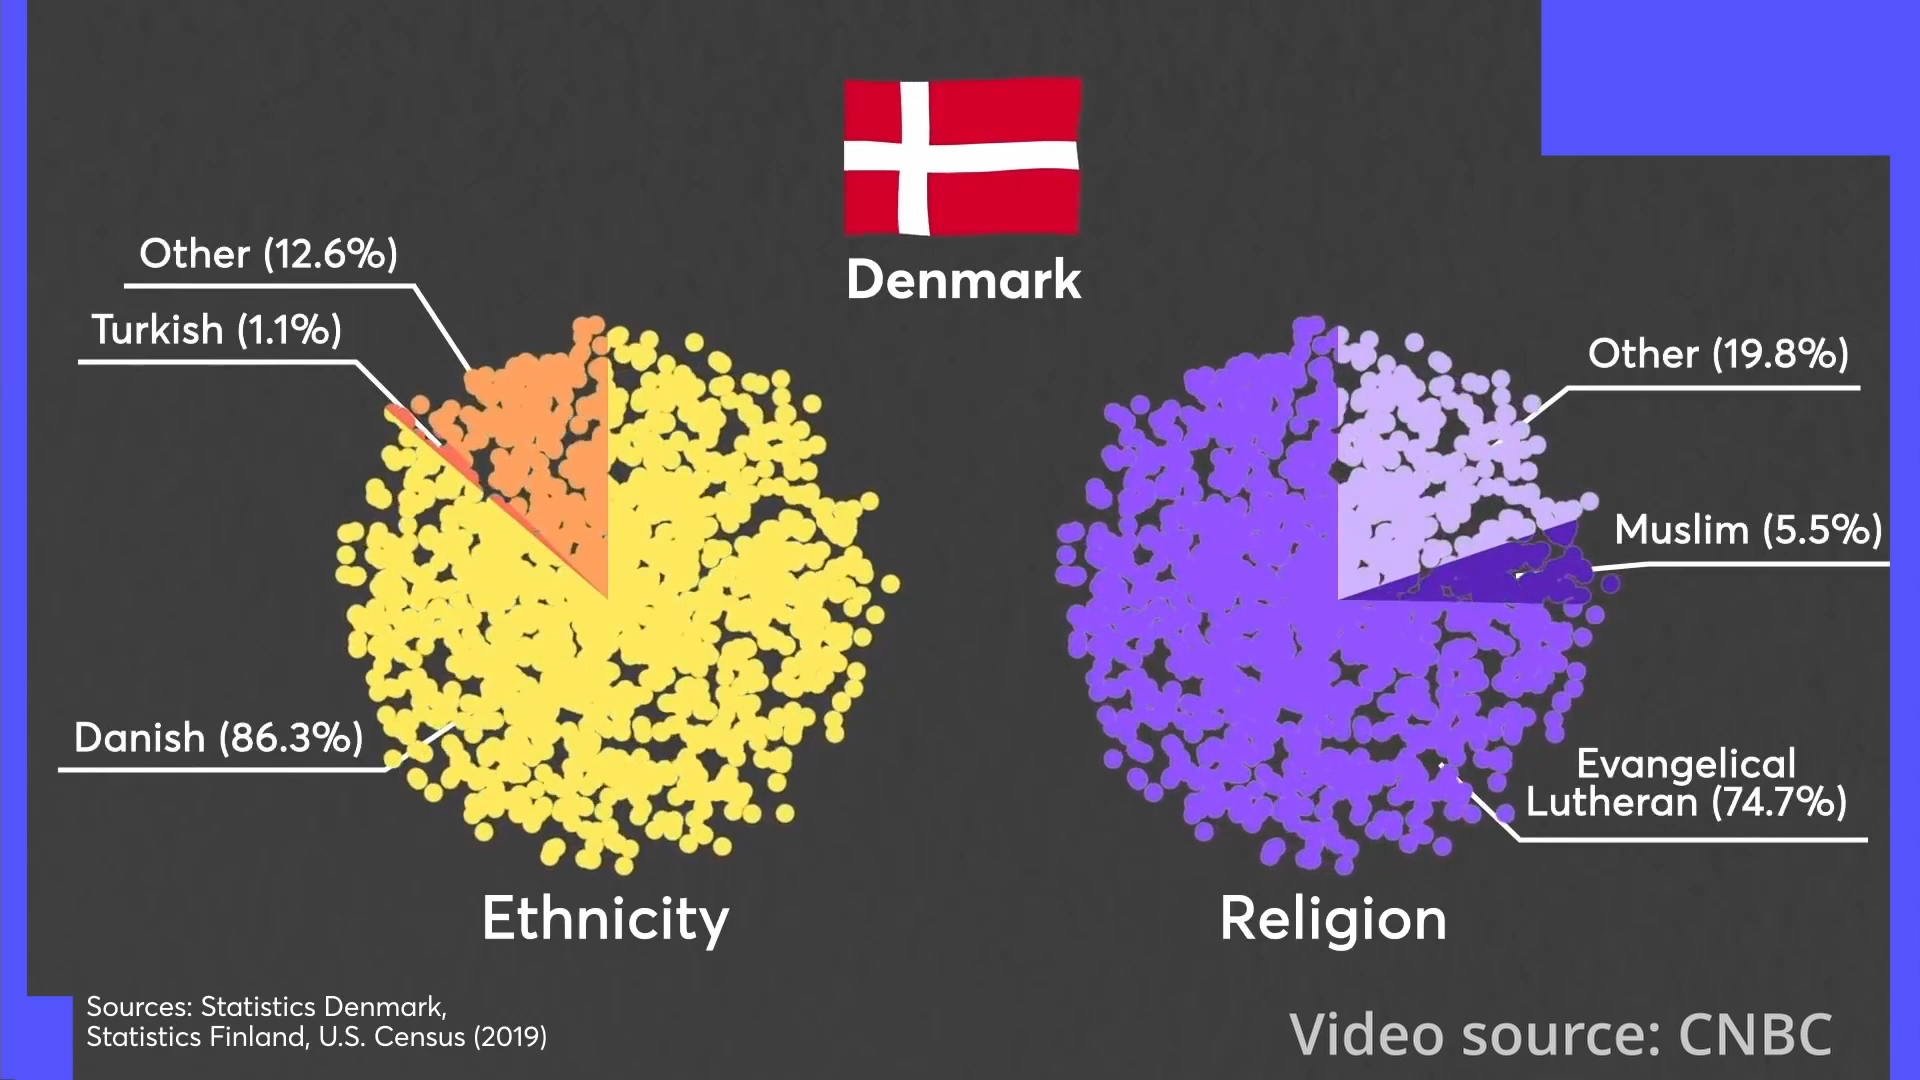 Denmark
Other (12.6%)
Turkish (1.1%)
Danish (86.3%)
Ethnicity
Other (19.8%)
Muslim (5.5%)
Evangelical
Lutheran (74.7%)
Religion
Sources: Statistics Denmark,
Statistics Finland, U.S. Census (2019)
Video source: CNBC